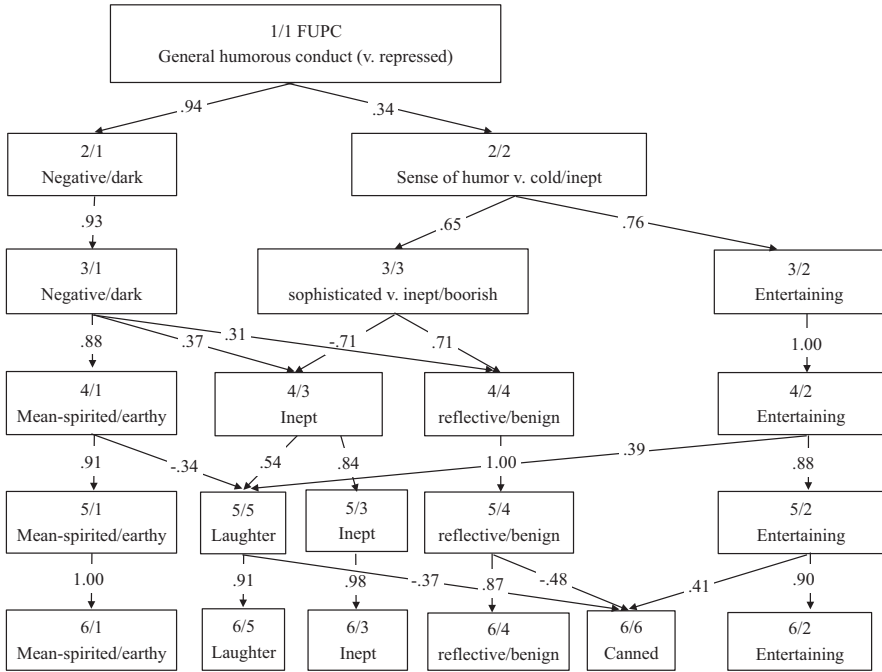 1/1 FUPC
General humorous conduct (v. repressed)
.94
.34
2/1
Negative/dark
2/2
Sense of humor v. cold/inept
.93
.65
.76
3/1
Negative/dark
3/3
sophisticated v. inept/boorish
3/2
Entertaining
.88
.37
.31
-.71
.71
1.00
4/1
Mean-spirited/earthy
4/3
Inept
4/4
reflective/benign
4/2
Entertaining
.91
-.34
.54
.84
1.00
.39
.88
5/1
Mean-spirited/earthy
5/5
Laughter
5/3
Inept
5/4
reflective/benign
5/2
Entertaining
1.00
.91
.98
-.37
.87
-.48
.41
.90
6/1
Mean-spirited/earthy
6/5
Laughter
6/3
Inept
6/4
reflective/benign
6/6
Canned
6/2
Entertaining